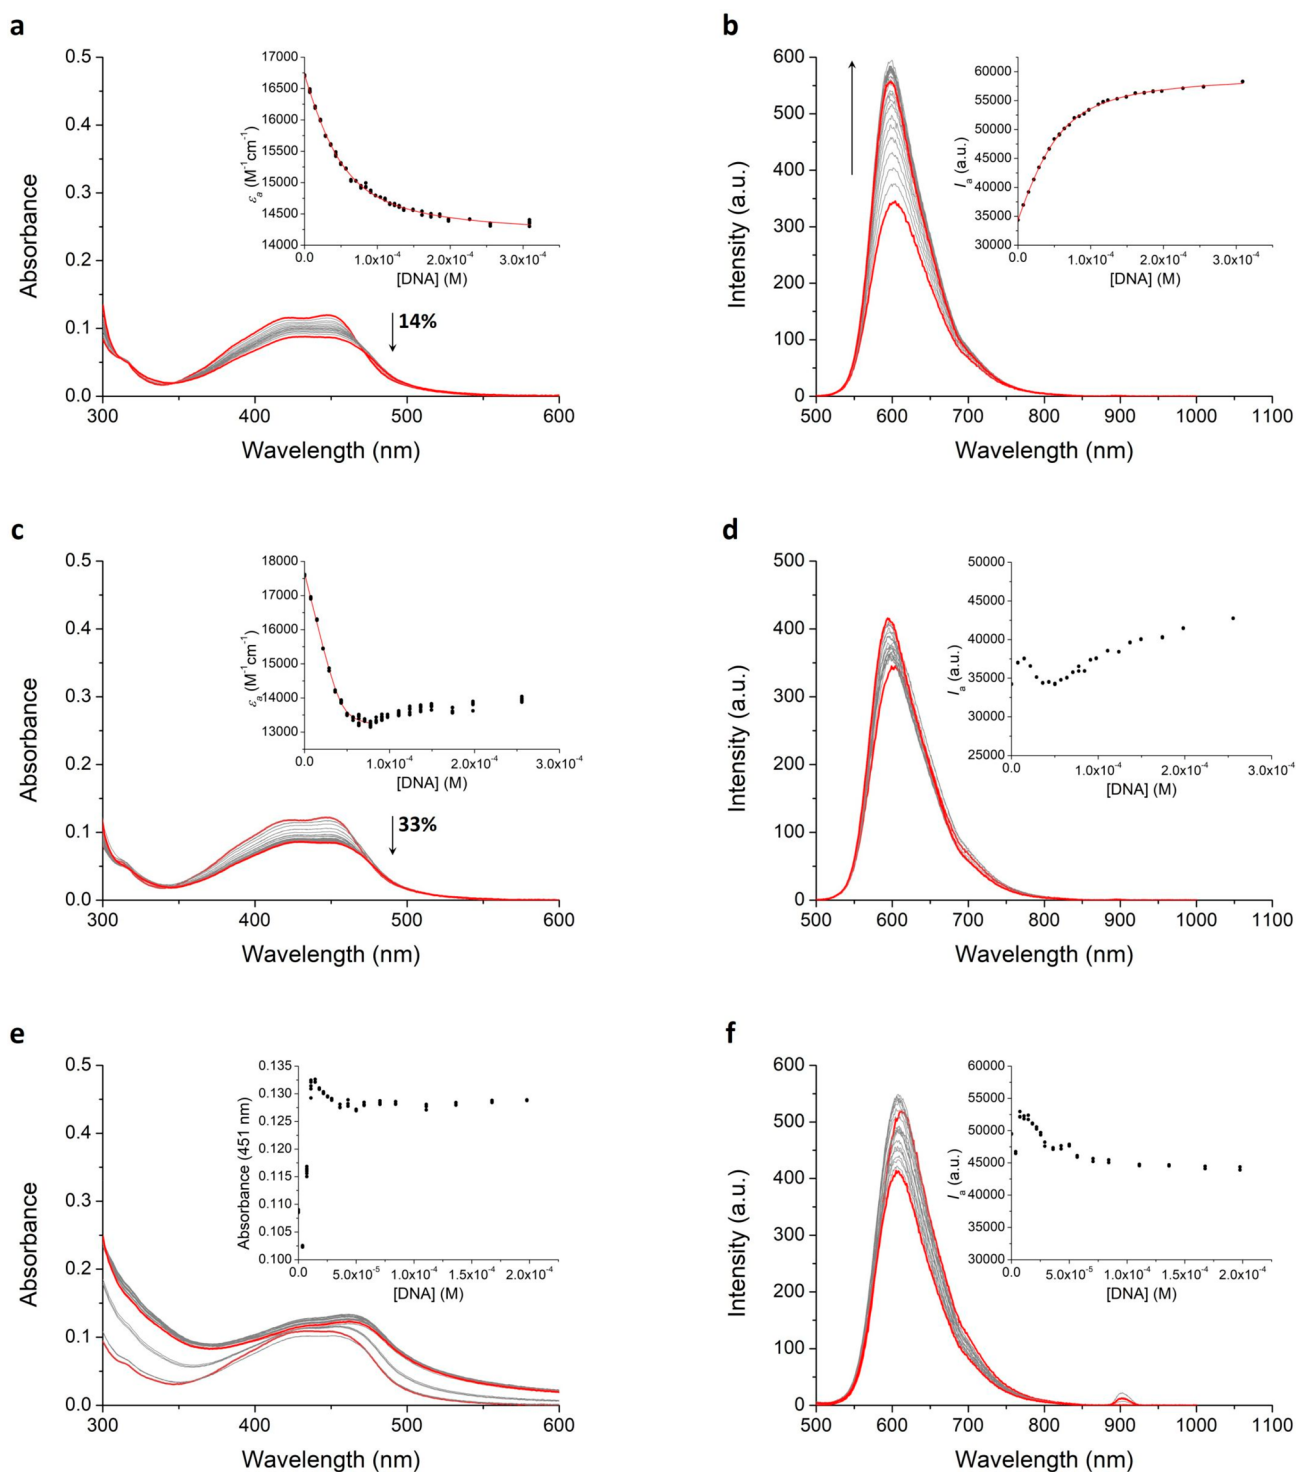 a
0.5
0.4
0.3
0.2
0.1
0.0
300
400
500
600
Absorbance
Wavelength (nm)
14%
17000
16500
16000
15500
15000
14500
14000
0.0
1.0x10⁻⁴
2.0x10⁻⁴
3.0x10⁻⁴
εₐ (M⁻¹cm⁻¹)
[DNA] (M)
b
600
500
400
300
200
100
0
500
600
700
800
900
1000
1100
Intensity (a.u.)
Wavelength (nm)
60000
55000
50000
45000
40000
35000
30000
0.0
1.0x10⁻⁴
2.0x10⁻⁴
3.0x10⁻⁴
Iₐ (a.u.)
[DNA] (M)
c
0.5
0.4
0.3
0.2
0.1
0.0
300
400
500
600
Absorbance
Wavelength (nm)
33%
18000
17000
16000
15000
14000
13000
0.0
1.0x10⁻⁴
2.0x10⁻⁴
3.0x10⁻⁴
εₐ (M⁻¹cm⁻¹)
[DNA] (M)
d
500
400
300
200
100
0
500
600
700
800
900
1000
1100
Intensity (a.u.)
Wavelength (nm)
50000
45000
40000
35000
30000
25000
0.0
1.0x10⁻⁴
2.0x10⁻⁴
3.0x10⁻⁴
Iₐ (a.u.)
[DNA] (M)
e
0.5
0.4
0.3
0.2
0.1
0.0
300
400
500
600
Absorbance
Wavelength (nm)
0.135
0.130
0.125
0.120
0.115
0.110
0.105
0.100
0.0
5.0x10⁻⁵
1.0x10⁻⁴
1.5x10⁻⁴
2.0x10⁻⁴
Absorbance (451 nm)
[DNA] (M)
f
600
500
400
300
200
100
0
500
600
700
800
900
1000
1100
Intensity (a.u.)
Wavelength (nm)
60000
55000
50000
45000
40000
35000
30000
0.0
5.0x10⁻⁵
1.0x10⁻⁴
1.5x10⁻⁴
2.0x10⁻⁴
Iₐ (a.u.)
[DNA] (M)